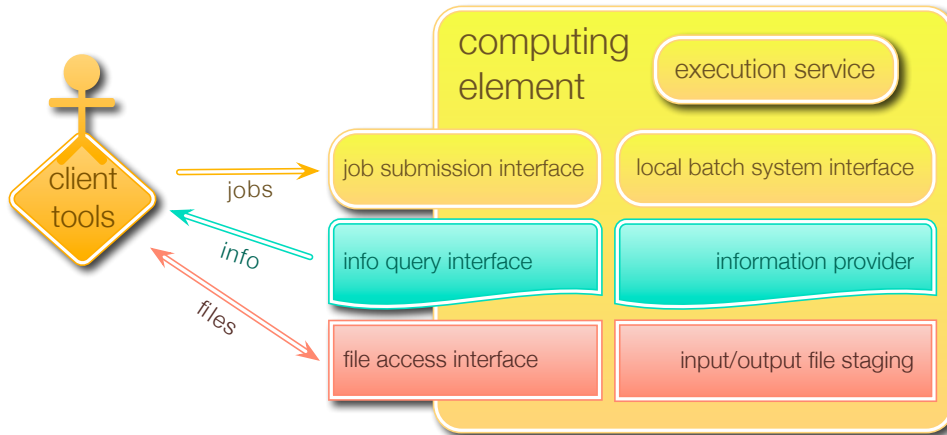 computing
element
execution service
client
tools
jobs
job submission interface
local batch system interface
info
info query interface
information provider
files
file access interface
input/output file staging